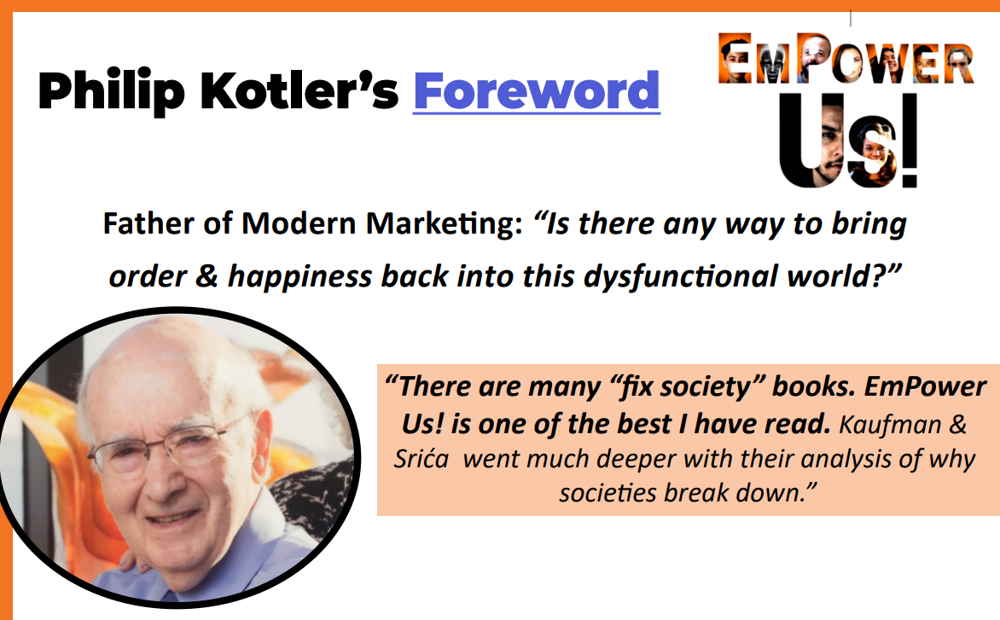 Philip Kotler’s Foreword
EmPower
Us!
Father of Modern Marketing: “Is there any way to bring
order & happiness back into this dysfunctional world?”
“There are many “fix society” books. EmPower
Us! is one of the best I have read. Kaufman &
Srića went much deeper with their analysis of why
societies break down.”